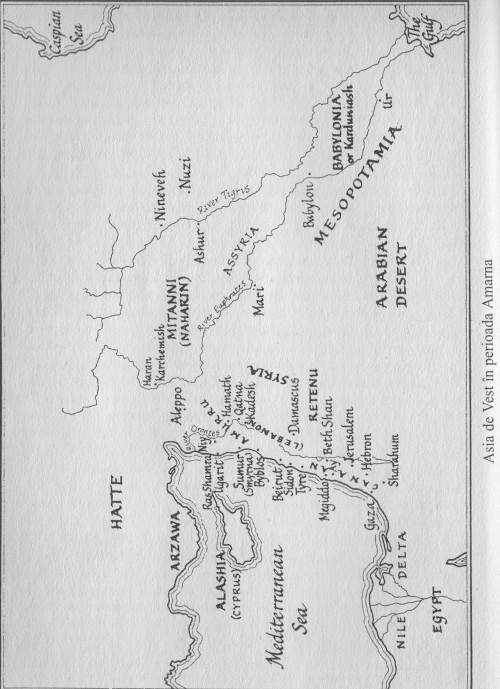 Caspian
Sea
The
Gulf
HATTE
ARZAWA
ALASHIA
(CYPRUS)
Mediterranean
Sea
NILE DELTA
EGYPT
Haran
Karchemish
MITANNI
(NAHARIN)
Aleppo
Nineveh
Nuzi
Ashur
River Tigris
ASSYRIA
River Euphrates
Mari
Babylon
BABYLONIA
or Karduniash
MESOPOTAMIA
Ur
ARABIAN
DESERT
River Orontes
Niy
Ras Shamra
Ugarit
Hamath
Qatna
Kadesh
AMURRU
SYRIA
Sumur
(Smyrna)
Byblos
(LEBANON)
Damascus
RETENU
Beirut
Sidon
Tyre
Beth Shan
Megiddo
Jerusalem
Hebron
Gaza
Sharkhum
Asia de Vest în perioada Amarna